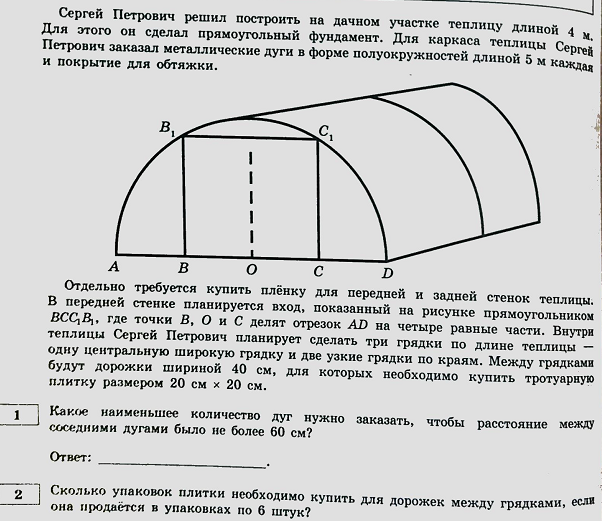 Сергей Петрович решил построить на дачном участке теплицу длиной 4 м.
Для этого он сделал прямоугольный фундамент. Для каркаса теплицы Сергей
Петрович заказал металлические дуги в форме полуокружностей длиной 5 м каждая
и покрытие для обтяжки.
B₁ C₁
A B O C D
Отдельно требуется купить плёнку для передней и задней стенок теплицы.
В передней стенке планируется вход, показанный на рисунке прямоугольником
BCC₁B₁, где точки B, O и C делят отрезок AD на четыре равные части. Внутри
теплицы Сергей Петрович планирует сделать три грядки по длине теплицы —
одну центральную широкую грядку и две узкие грядки по краям. Между грядками
будут дорожки шириной 40 см, для которых необходимо купить тротуарную
плитку размером 20 см × 20 см.
1 Какое наименьшее количество дуг нужно заказать, чтобы расстояние между
соседними дугами было не более 60 см?
Ответ: ____________________.
2 Сколько упаковок плитки необходимо купить для дорожек между грядками, если
она продаётся в упаковках по 6 штук?